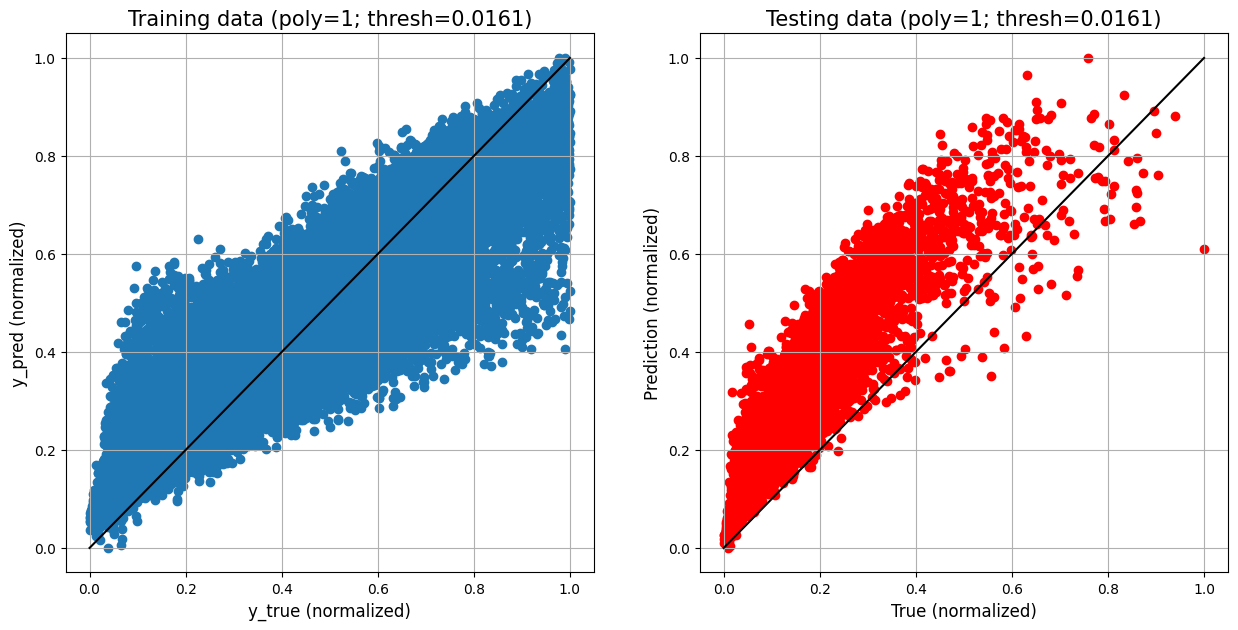 Training data (poly=1; thresh=0.0161)
1.0
0.8
0.6
0.4
0.2
0.0
y_pred (normalized)
0.0 0.2 0.4 0.6 0.8 1.0
y_true (normalized)
Testing data (poly=1; thresh=0.0161)
1.0
0.8
0.6
0.4
0.2
0.0
Prediction (normalized)
0.0 0.2 0.4 0.6 0.8 1.0
True (normalized)